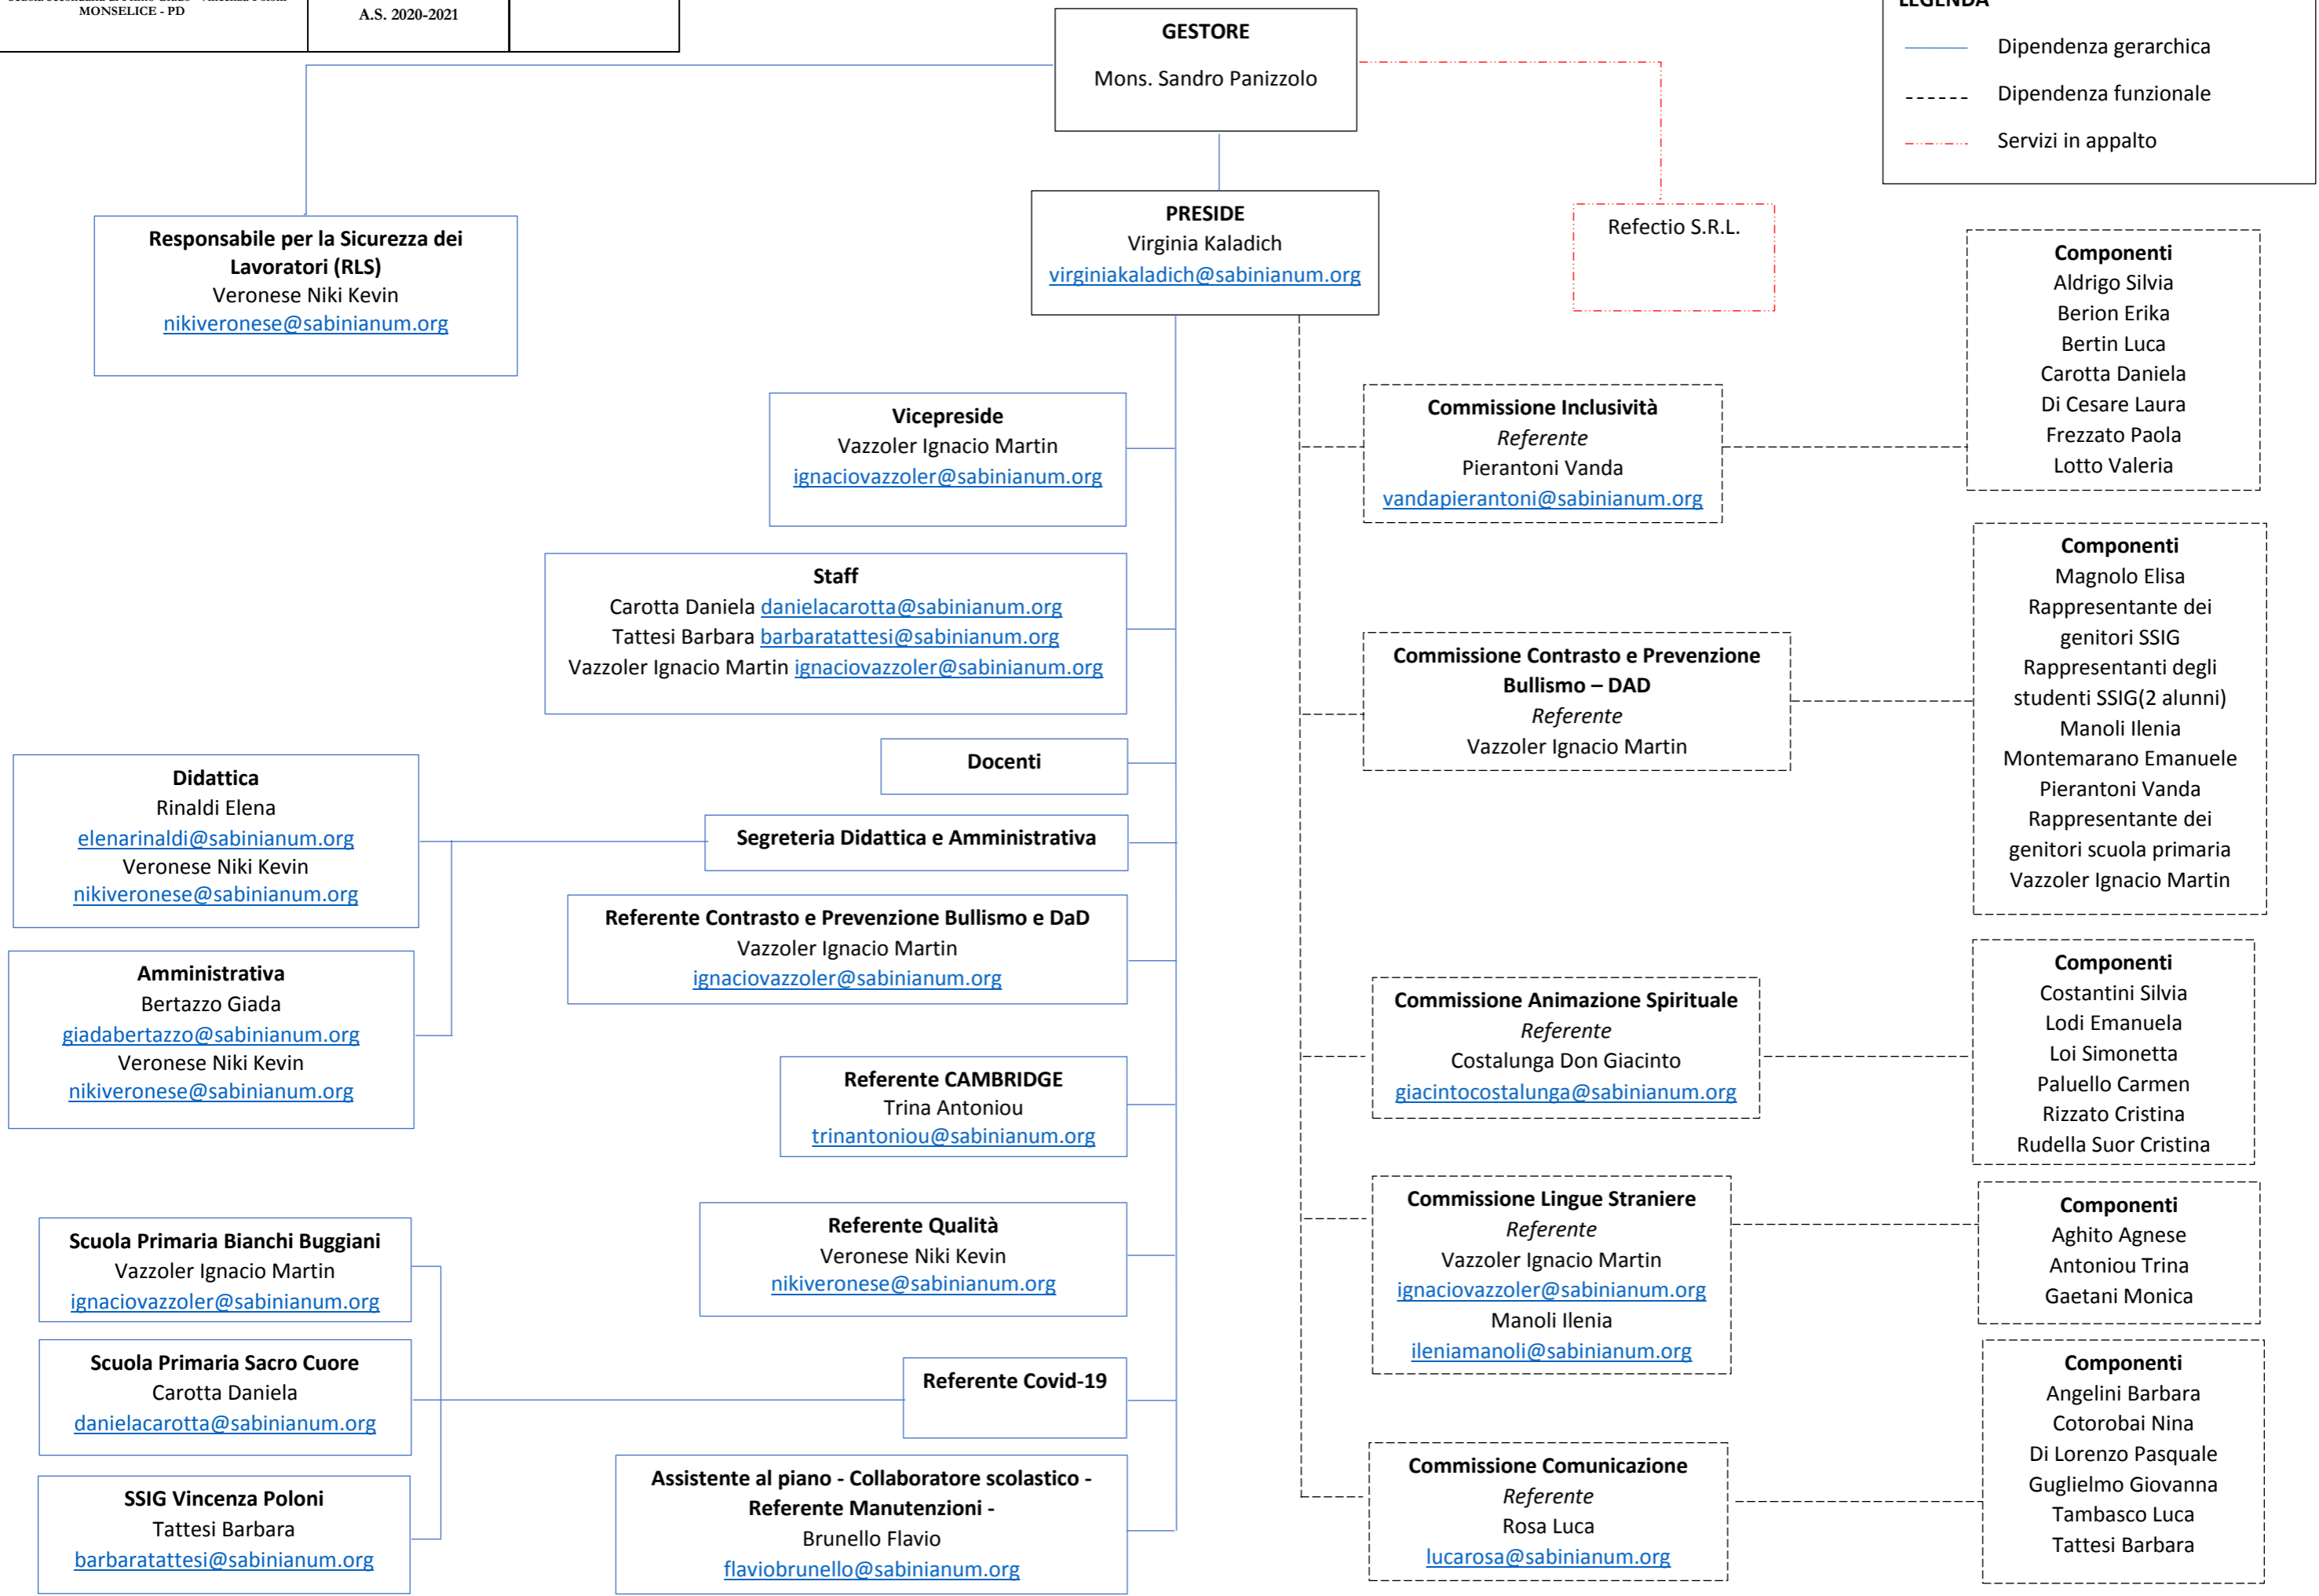 MONSELICE - PD
A.S. 2020-2021
GESTORE
Mons. Sandro Panizzolo
LEGENDA
Dipendenza gerarchica
Dipendenza funzionale
Servizi in appalto
PRESIDE
Virginia Kaladich
virginiakaladich@sabinianum.org
Refectio S.R.L.
Responsabile per la Sicurezza dei
Lavoratori (RLS)
Veronese Niki Kevin
nikiveronese@sabinianum.org
Vicepreside
Vazzoler Ignacio Martin
ignaciovazzoler@sabinianum.org
Staff
Carotta Daniela danielacarotta@sabinianum.org
Tattesi Barbara barbaratattesi@sabinianum.org
Vazzoler Ignacio Martin ignaciovazzoler@sabinianum.org
Docenti
Segreteria Didattica e Amministrativa
Didattica
Rinaldi Elena
elenarinaldi@sabinianum.org
Veronese Niki Kevin
nikiveronese@sabinianum.org
Amministrativa
Bertazzo Giada
giadabertazzo@sabinianum.org
Veronese Niki Kevin
nikiveronese@sabinianum.org
Referente Contrasto e Prevenzione Bullismo e DaD
Vazzoler Ignacio Martin
ignaciovazzoler@sabinianum.org
Referente CAMBRIDGE
Trina Antoniou
trinantoniou@sabinianum.org
Referente Qualità
Veronese Niki Kevin
nikiveronese@sabinianum.org
Referente Covid-19
Scuola Primaria Bianchi Buggiani
Vazzoler Ignacio Martin
ignaciovazzoler@sabinianum.org
Scuola Primaria Sacro Cuore
Carotta Daniela
danielacarotta@sabinianum.org
SSIG Vincenza Poloni
Tattesi Barbara
barbaratattesi@sabinianum.org
Assistente al piano - Collaboratore scolastico -
Referente Manutenzioni -
Brunello Flavio
flaviobrunello@sabinianum.org
Commissione Inclusività
Referente
Pierantoni Vanda
vandapierantoni@sabinianum.org
Componenti
Aldrigo Silvia
Berion Erika
Bertin Luca
Carotta Daniela
Di Cesare Laura
Frezzato Paola
Lotto Valeria
Commissione Contrasto e Prevenzione
Bullismo – DAD
Referente
Vazzoler Ignacio Martin
Componenti
Magnolo Elisa
Rappresentante dei
genitori SSIG
Rappresentanti degli
studenti SSIG(2 alunni)
Manoli Ilenia
Montemarano Emanuele
Pierantoni Vanda
Rappresentante dei
genitori scuola primaria
Vazzoler Ignacio Martin
Commissione Animazione Spirituale
Referente
Costalunga Don Giacinto
giacintocostalunga@sabinianum.org
Componenti
Costantini Silvia
Lodi Emanuela
Loi Simonetta
Paluello Carmen
Rizzato Cristina
Rudella Suor Cristina
Commissione Lingue Straniere
Referente
Vazzoler Ignacio Martin
ignaciovazzoler@sabinianum.org
Manoli Ilenia
ileniamanoli@sabinianum.org
Componenti
Aghito Agnese
Antoniou Trina
Gaetani Monica
Commissione Comunicazione
Referente
Rosa Luca
lucarosa@sabinianum.org
Componenti
Angelini Barbara
Cotorobai Nina
Di Lorenzo Pasquale
Guglielmo Giovanna
Tambasco Luca
Tattesi Barbara